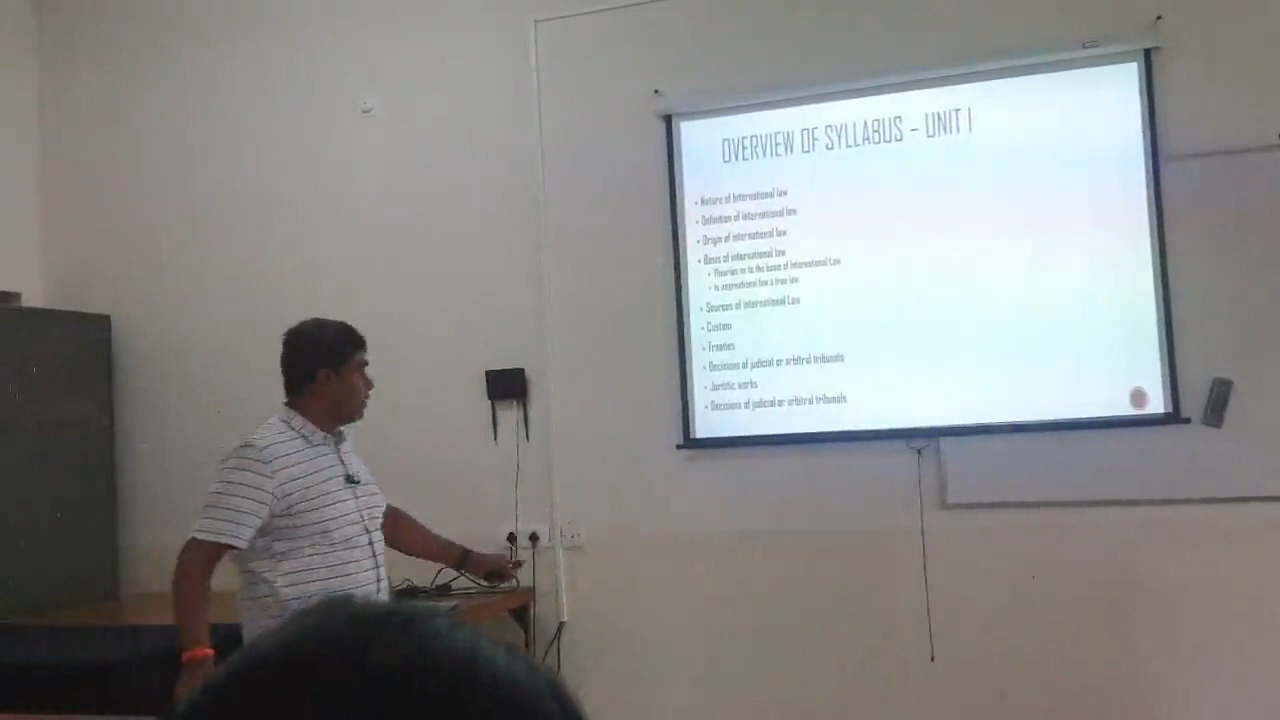 OVERVIEW OF SYLLABUS – UNIT I
• Nature of International law
• Definition of international law
• Origin of international law
• Basis of international law
• Theories as to the basis of International Law
• Is international law a true law
• Sources of International Law
• Custom
• Treaties
• Decisions of judicial or arbitral tribunals
• Juristic works
• Decisions of judicial or arbitral tribunals